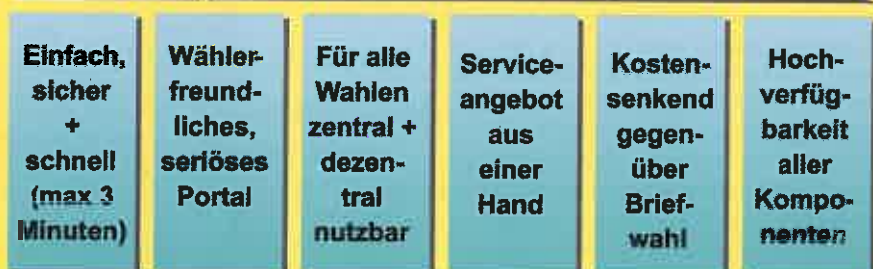 Einfach,
sicher
+
schnell
(max 3
Minuten)
Wähler-
freund-
liches,
seriöses
Portal
Für alle
Wahlen
zentral +
dezen-
tral
nutzbar
Service-
angebot
aus
einer
Hand
Kosten-
senkend
gegen-
über
Brief-
wahl
Hoch-
verfüg-
barkeit
aller
Kompo-
nenten